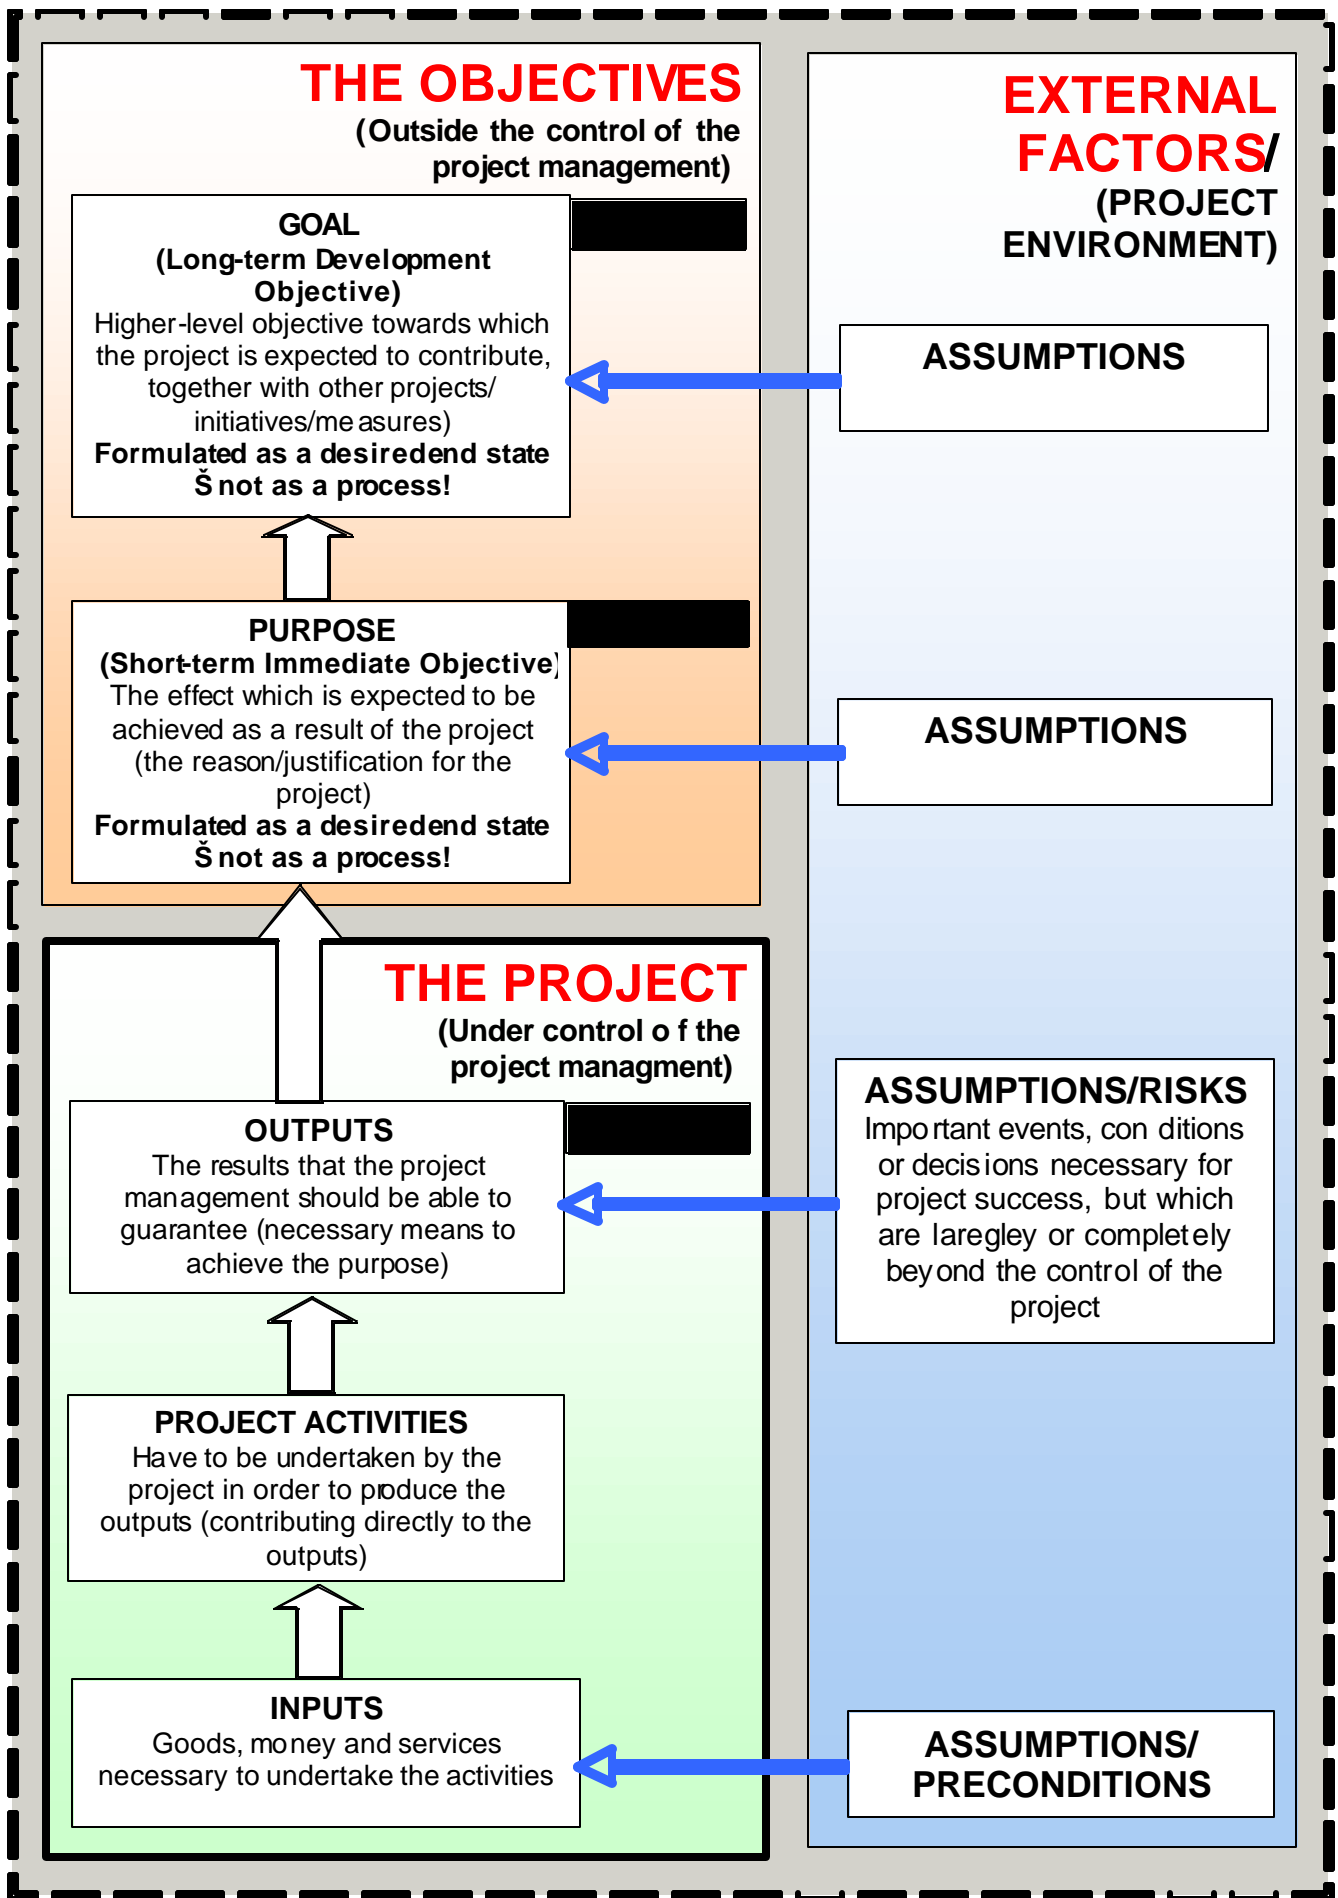 THE OBJECTIVES
(Outside the control of the
project management)
GOAL
(Long-term Development
Objective)
Higher-level objective towards which
the project is expected to contribute,
together with other projects/
initiatives/measures)
Formulated as a desiredend state
Š not as a process!
PURPOSE
(Short-term Immediate Objective)
The effect which is expected to be
achieved as a result of the project
(the reason/justification for the
project)
Formulated as a desiredend state
Š not as a process!
THE PROJECT
(Under control o f the
project managment)
OUTPUTS
The results that the project
management should be able to
guarantee (necessary means to
achieve the purpose)
PROJECT ACTIVITIES
Have to be undertaken by the
project in order to produce the
outputs (contributing directly to the
outputs)
INPUTS
Goods, money and services
necessary to undertake the activities
EXTERNAL
FACTORS/
(PROJECT
ENVIRONMENT)
ASSUMPTIONS
ASSUMPTIONS
ASSUMPTIONS/RISKS
Important events, con ditions
or decisions necessary for
project success, but which
are laregley or completely
beyond the control of the
project
ASSUMPTIONS/
PRECONDITIONS